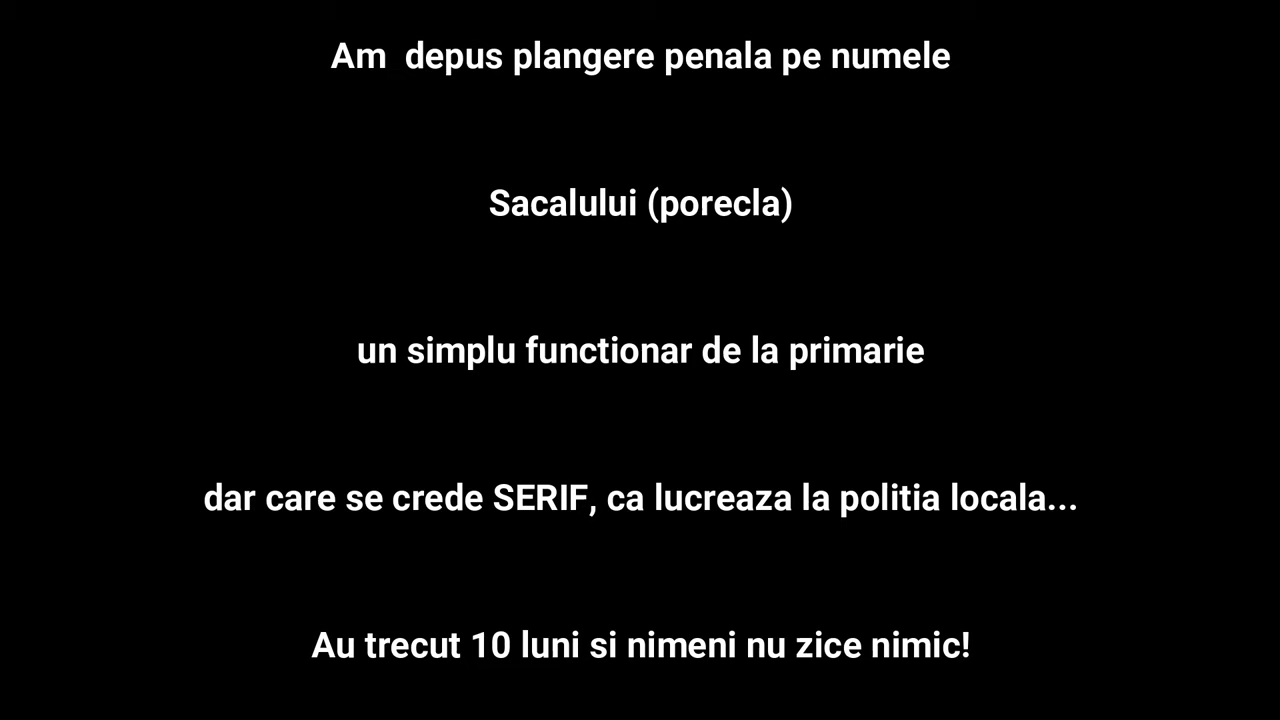 Am  depus plangere penala pe numele
Sacalului (porecla)
un simplu functionar de la primarie
dar care se crede SERIF, ca lucreaza la politia locala...
Au trecut 10 luni si nimeni nu zice nimic!